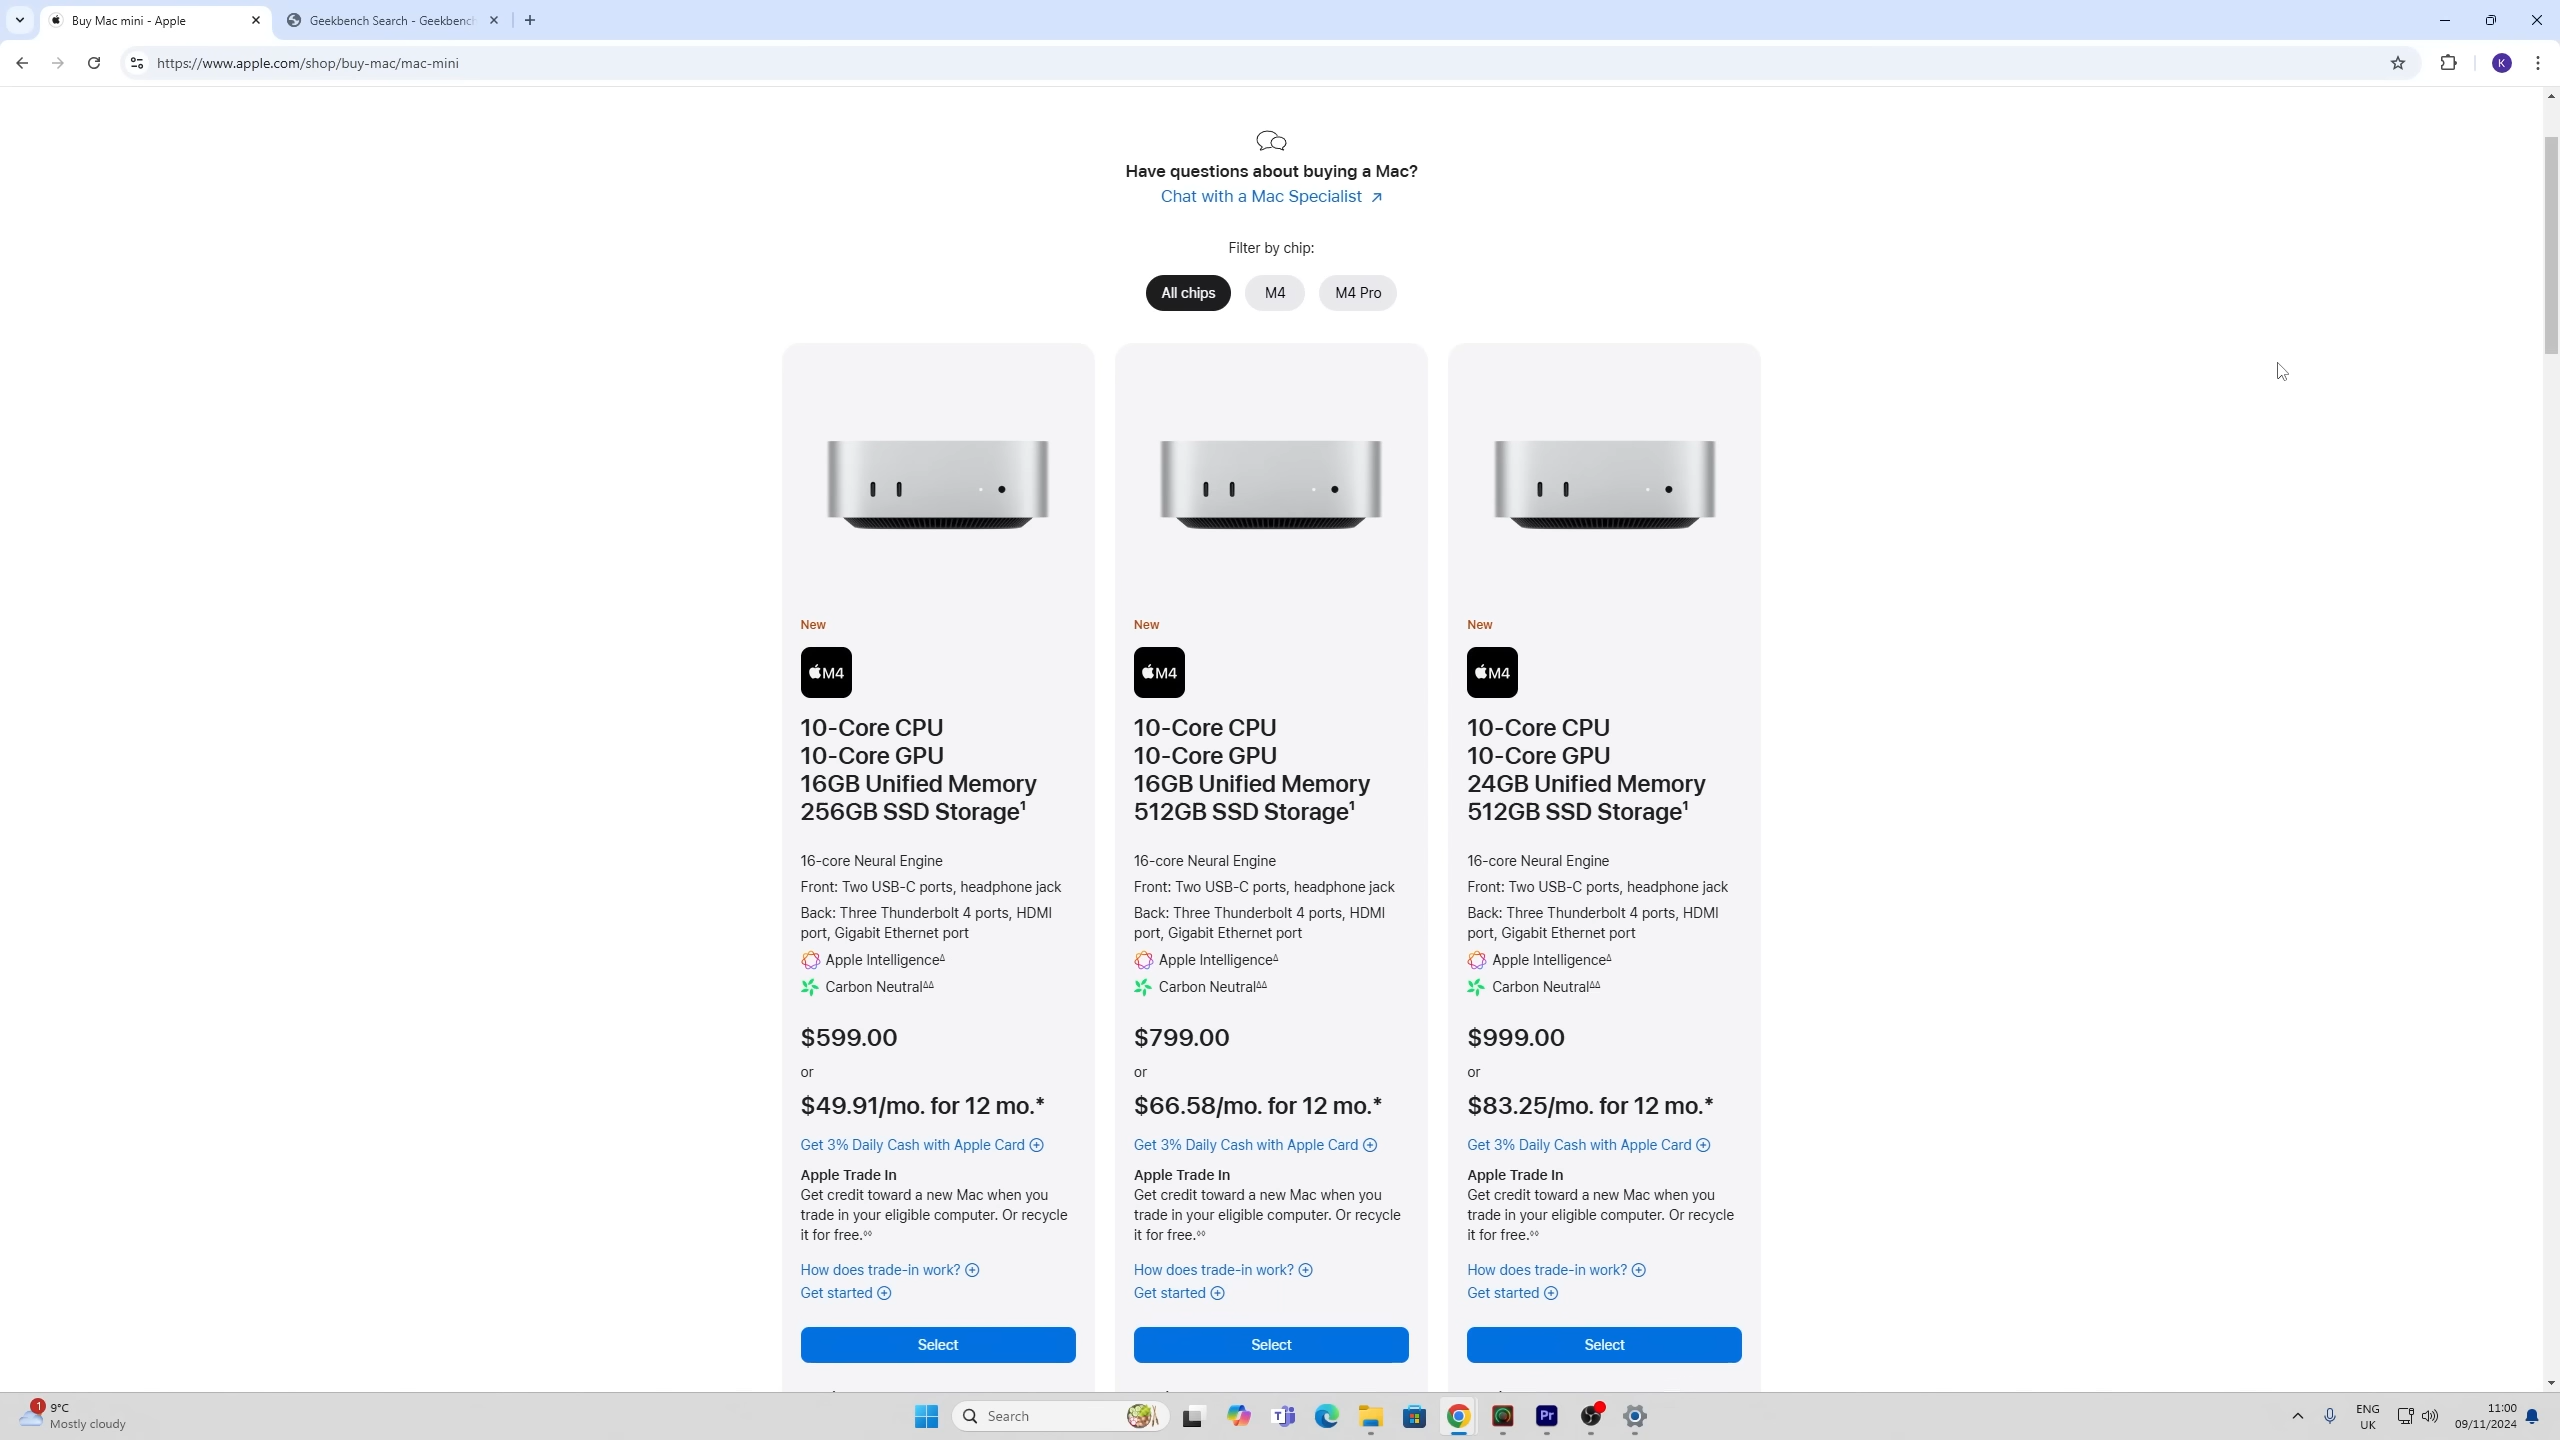 Buy Mac mini - Apple
Geekbench Search - Geekbench
https://www.apple.com/shop/buy-mac/mac-mini
K
Have questions about buying a Mac?
Chat with a Mac Specialist ↗
Filter by chip:
All chips
M4
M4 Pro
New
M4
10-Core CPU
10-Core GPU
16GB Unified Memory
256GB SSD Storage¹
16-core Neural Engine
Front: Two USB-C ports, headphone jack
Back: Three Thunderbolt 4 ports, HDMI
port, Gigabit Ethernet port
Apple Intelligence∆
Carbon Neutral∆∆
$599.00
or
$49.91/mo. for 12 mo.*
Get 3% Daily Cash with Apple Card
Apple Trade In
Get credit toward a new Mac when you
trade in your eligible computer. Or recycle
it for free.◊◊
How does trade-in work?
Get started
Select
New
M4
10-Core CPU
10-Core GPU
16GB Unified Memory
512GB SSD Storage¹
16-core Neural Engine
Front: Two USB-C ports, headphone jack
Back: Three Thunderbolt 4 ports, HDMI
port, Gigabit Ethernet port
Apple Intelligence∆
Carbon Neutral∆∆
$799.00
or
$66.58/mo. for 12 mo.*
Get 3% Daily Cash with Apple Card
Apple Trade In
Get credit toward a new Mac when you
trade in your eligible computer. Or recycle
it for free.◊◊
How does trade-in work?
Get started
Select
New
M4
10-Core CPU
10-Core GPU
24GB Unified Memory
512GB SSD Storage¹
16-core Neural Engine
Front: Two USB-C ports, headphone jack
Back: Three Thunderbolt 4 ports, HDMI
port, Gigabit Ethernet port
Apple Intelligence∆
Carbon Neutral∆∆
$999.00
or
$83.25/mo. for 12 mo.*
Get 3% Daily Cash with Apple Card
Apple Trade In
Get credit toward a new Mac when you
trade in your eligible computer. Or recycle
it for free.◊◊
How does trade-in work?
Get started
Select
1
9°C
Mostly cloudy
Search
Pr
ENG
UK
11:00
09/11/2024